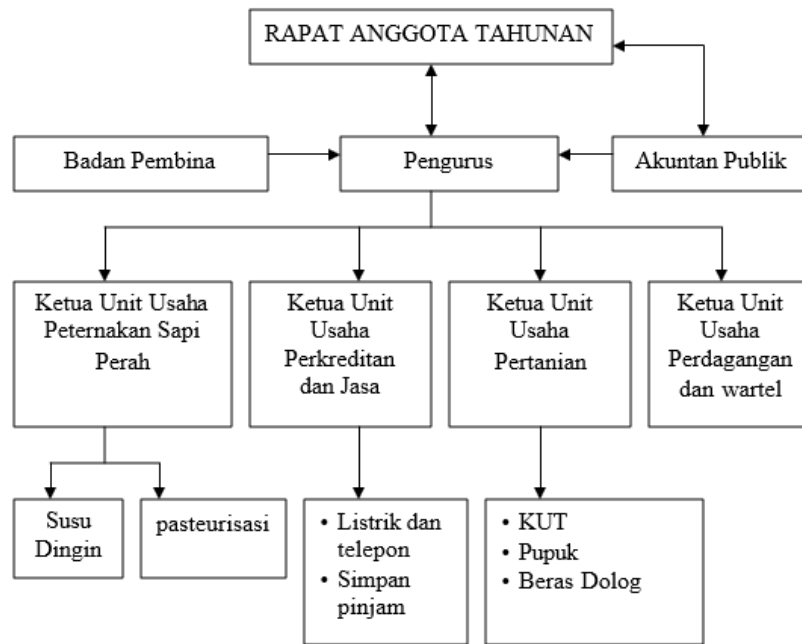 RAPAT ANGGOTA TAHUNAN
Badan Pembina
Pengurus
Akuntan Publik
Ketua Unit Usaha
Peternakan Sapi
Perah
Ketua Unit
Usaha
Perkreditan
dan Jasa
Ketua Unit
Usaha
Pertanian
Ketua Unit
Usaha
Perdagangan
dan wartel
Susu
Dingin
pasteurisasi
• Listrik dan
telepon
• Simpan
pinjam
• KUT
• Pupuk
• Beras Dolog